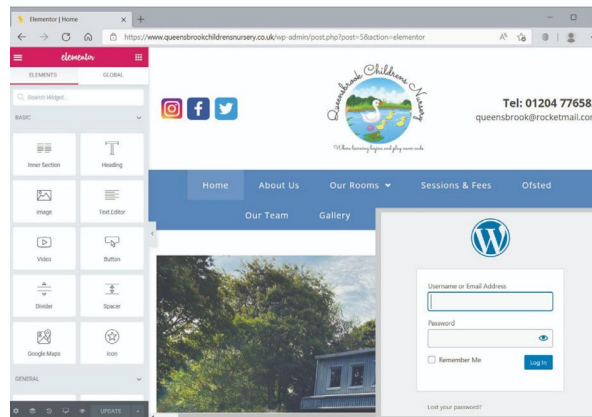 Elementor | Home
https://www.queensbrookchildrensnursery.co.uk/wp-admin/post.php?post=5&action=elementor
elementor
ELEMENTS GLOBAL
Search Widget...
BASIC
Inner Section Heading
Image Text Editor
Video Button
Divider Spacer
Google Maps Icon
GENERAL
UPDATE
Queensbrook Childrens Nursery
Where learning begins and play never ends
Tel: 01204 77658
queensbrook@rocketmail.com
Home About Us Our Rooms Sessions & Fees Ofsted
Our Team Gallery
Username or Email Address
Password
Remember Me
Log In
Lost your password?